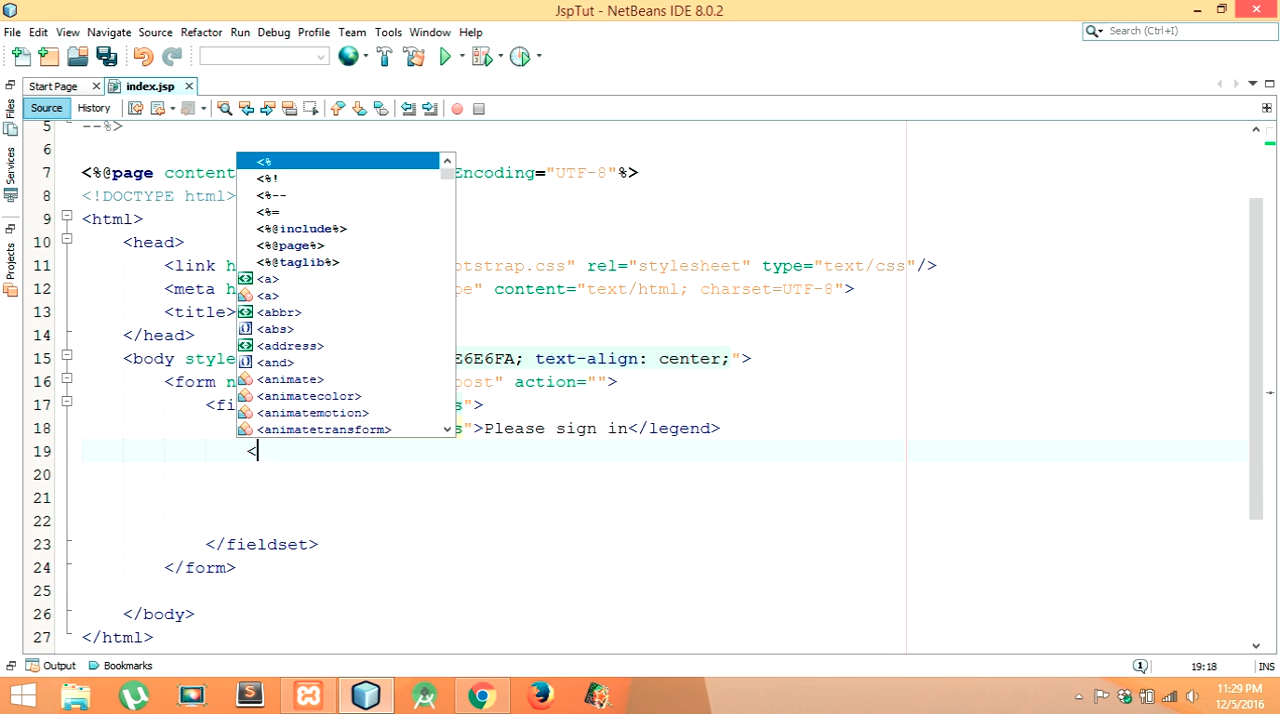 JspTut - NetBeans IDE 8.0.2
File Edit View Navigate Source Refactor Run Debug Profile Team Tools Window Help
Search (Ctrl+I)
Start Page index.jsp
Source History
Files
Services
Projects
5 --%>
6
7 <%@page content Encoding="UTF-8"%>
8 <!DOCTYPE html>
9 <html>
10 <head>
11 <link h otstrap.css" rel="stylesheet" type="text/css"/>
12 <meta h pe" content="text/html; charset=UTF-8">
13 <title>
14 </head>
15 <body style E6E6FA; text-align: center;">
16 <form n post" action="">
17 <fi s">
18 s">Please sign in</legend>
19 <
20
21
22
23 </fieldset>
24 </form>
25
26 </body>
27 </html>
<%
<%!
<%--
<%=
<%@include%>
<%@page%>
<%@taglib%>
<a>
<a>
<abbr>
<abs>
<address>
<and>
<animate>
<animatecolor>
<animatemotion>
<animatetransform>
Output Bookmarks
1 19:18 INS
11:29 PM
12/5/2016